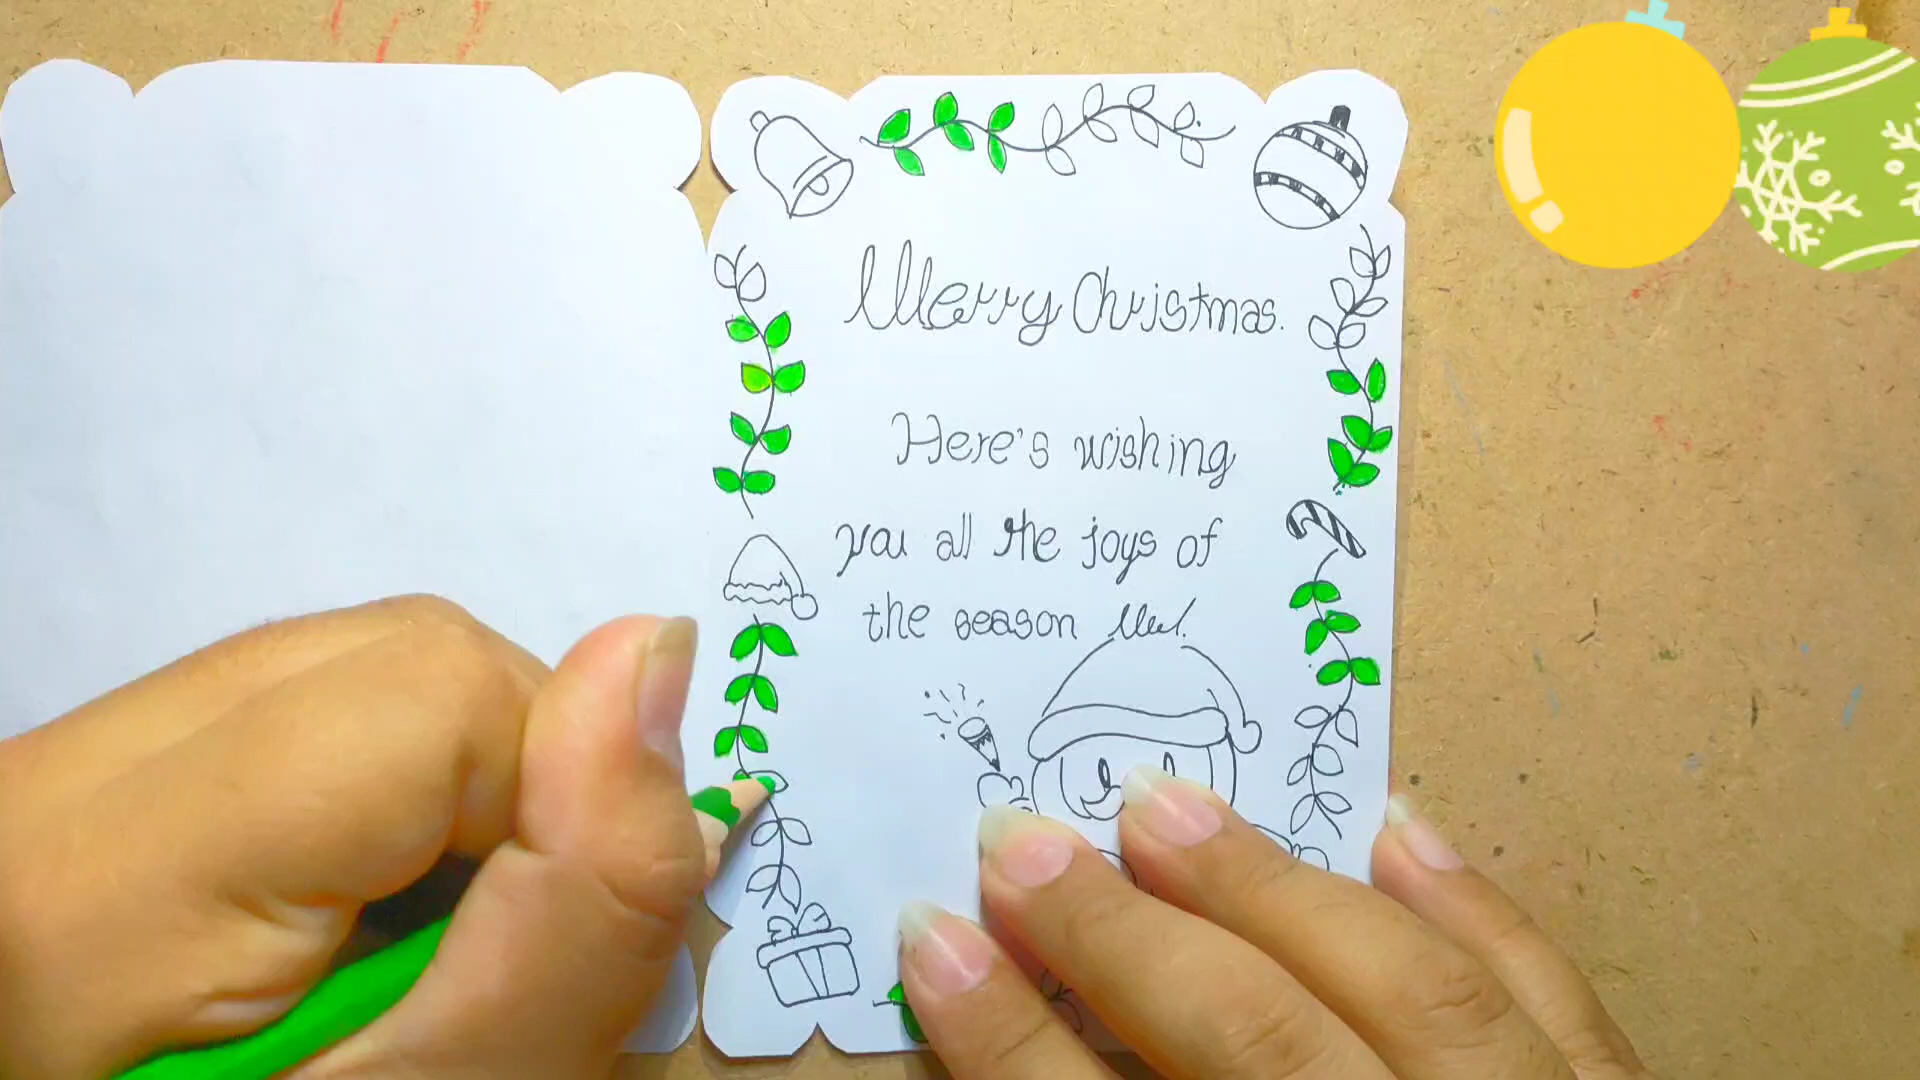 Merry Christmas.
Here's wishing
you all the joys of
the season